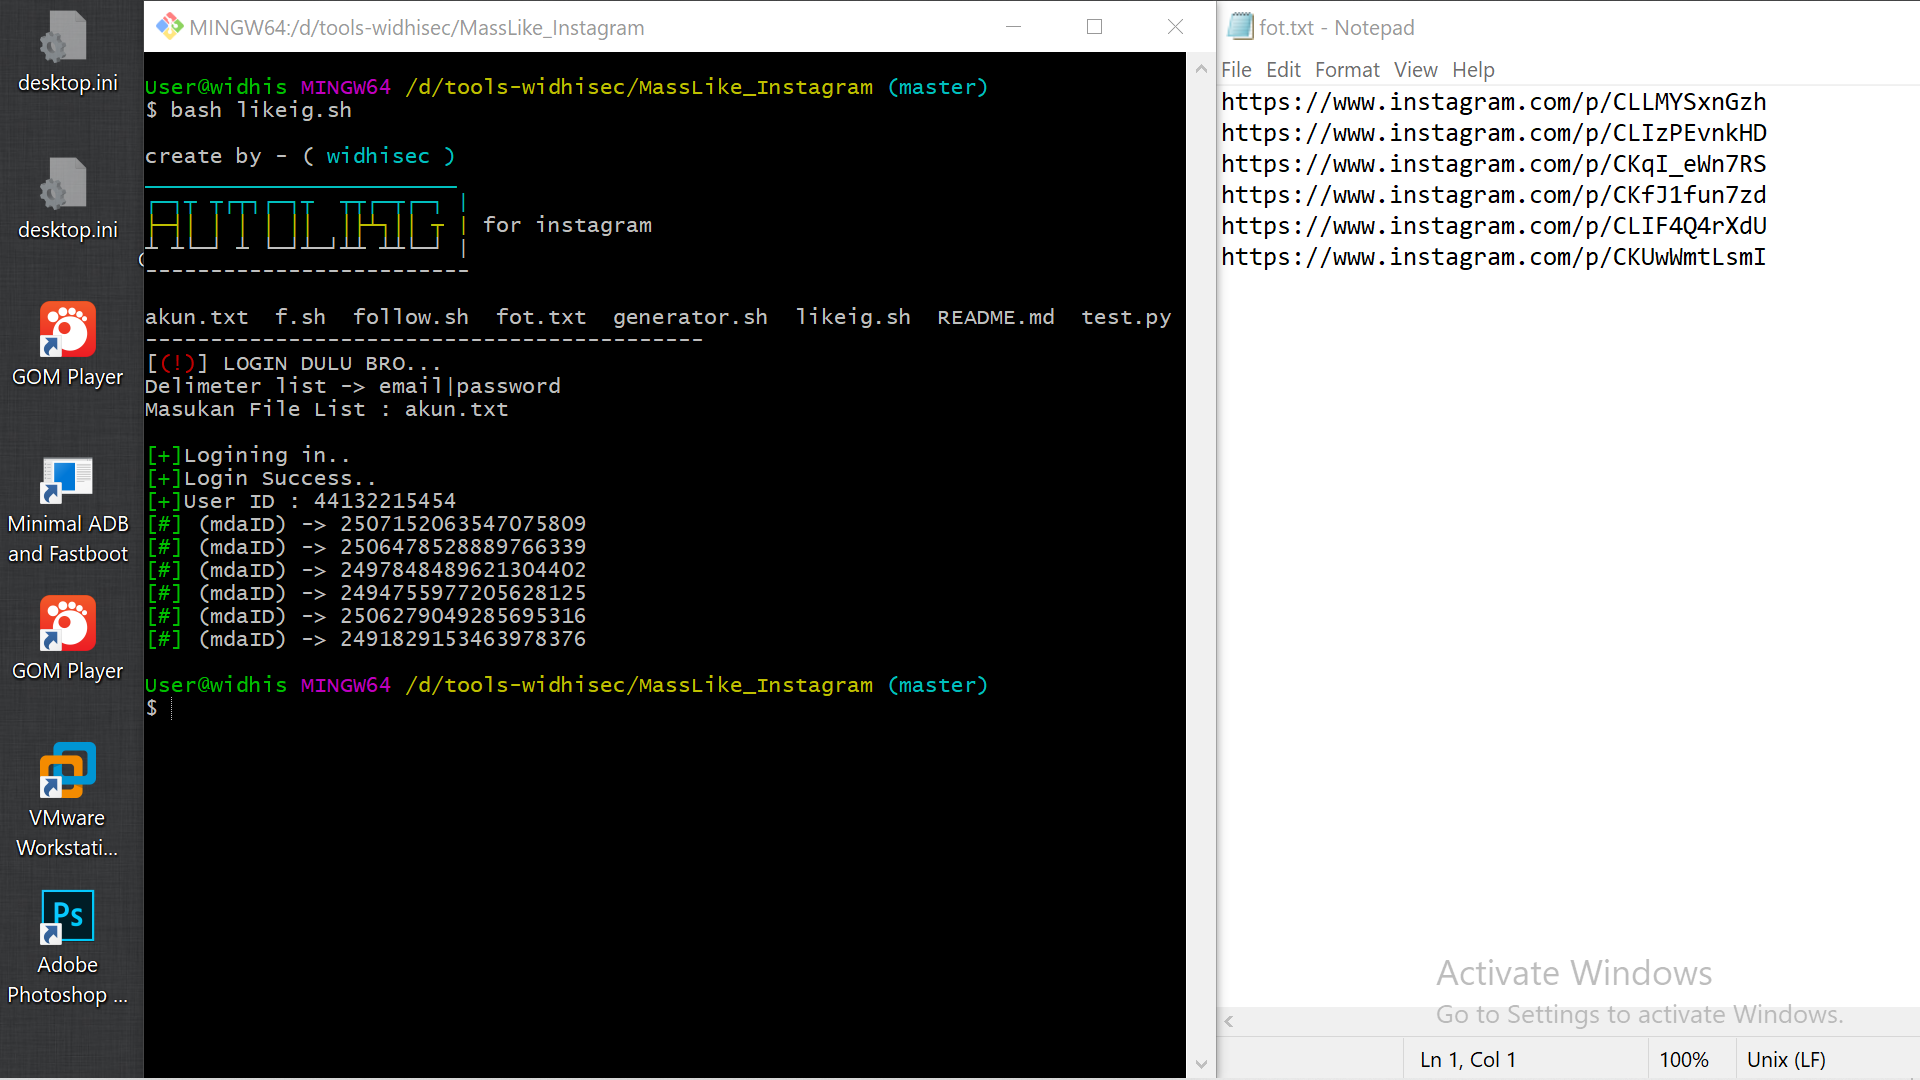 desktop.ini
desktop.ini
GOM Player
Minimal ADB
and Fastboot
GOM Player
VMware
Workstati...
Ps
Adobe
Photoshop ...
MINGW64:/d/tools-widhisec/MassLike_Instagram
User@widhis MINGW64 /d/tools-widhisec/MassLike_Instagram (master)
$ bash likeig.sh
create by - ( widhisec )
for instagram
-------------------------
akun.txt f.sh follow.sh fot.txt generator.sh likeig.sh README.md test.py
-------------------------------------------
[(!)] LOGIN DULU BRO...
Delimeter list -> email|password
Masukan File List : akun.txt
[+]Logining in..
[+]Login Success..
[+]User ID : 44132215454
[#] (mdaID) -> 2507152063547075809
[#] (mdaID) -> 2506478528889766339
[#] (mdaID) -> 2497848489621304402
[#] (mdaID) -> 2494755977205628125
[#] (mdaID) -> 2506279049285695316
[#] (mdaID) -> 2491829153463978376
User@widhis MINGW64 /d/tools-widhisec/MassLike_Instagram (master)
$
fot.txt - Notepad
File Edit Format View Help
https://www.instagram.com/p/CLLMYSxnGzh
https://www.instagram.com/p/CLIzPEvnkHD
https://www.instagram.com/p/CKqI_eWn7RS
https://www.instagram.com/p/CKfJ1fun7zd
https://www.instagram.com/p/CLIF4Q4rXdU
https://www.instagram.com/p/CKUwWmtLsmI
Activate Windows
Go to Settings to activate Windows.
Ln 1, Col 1
100%
Unix (LF)